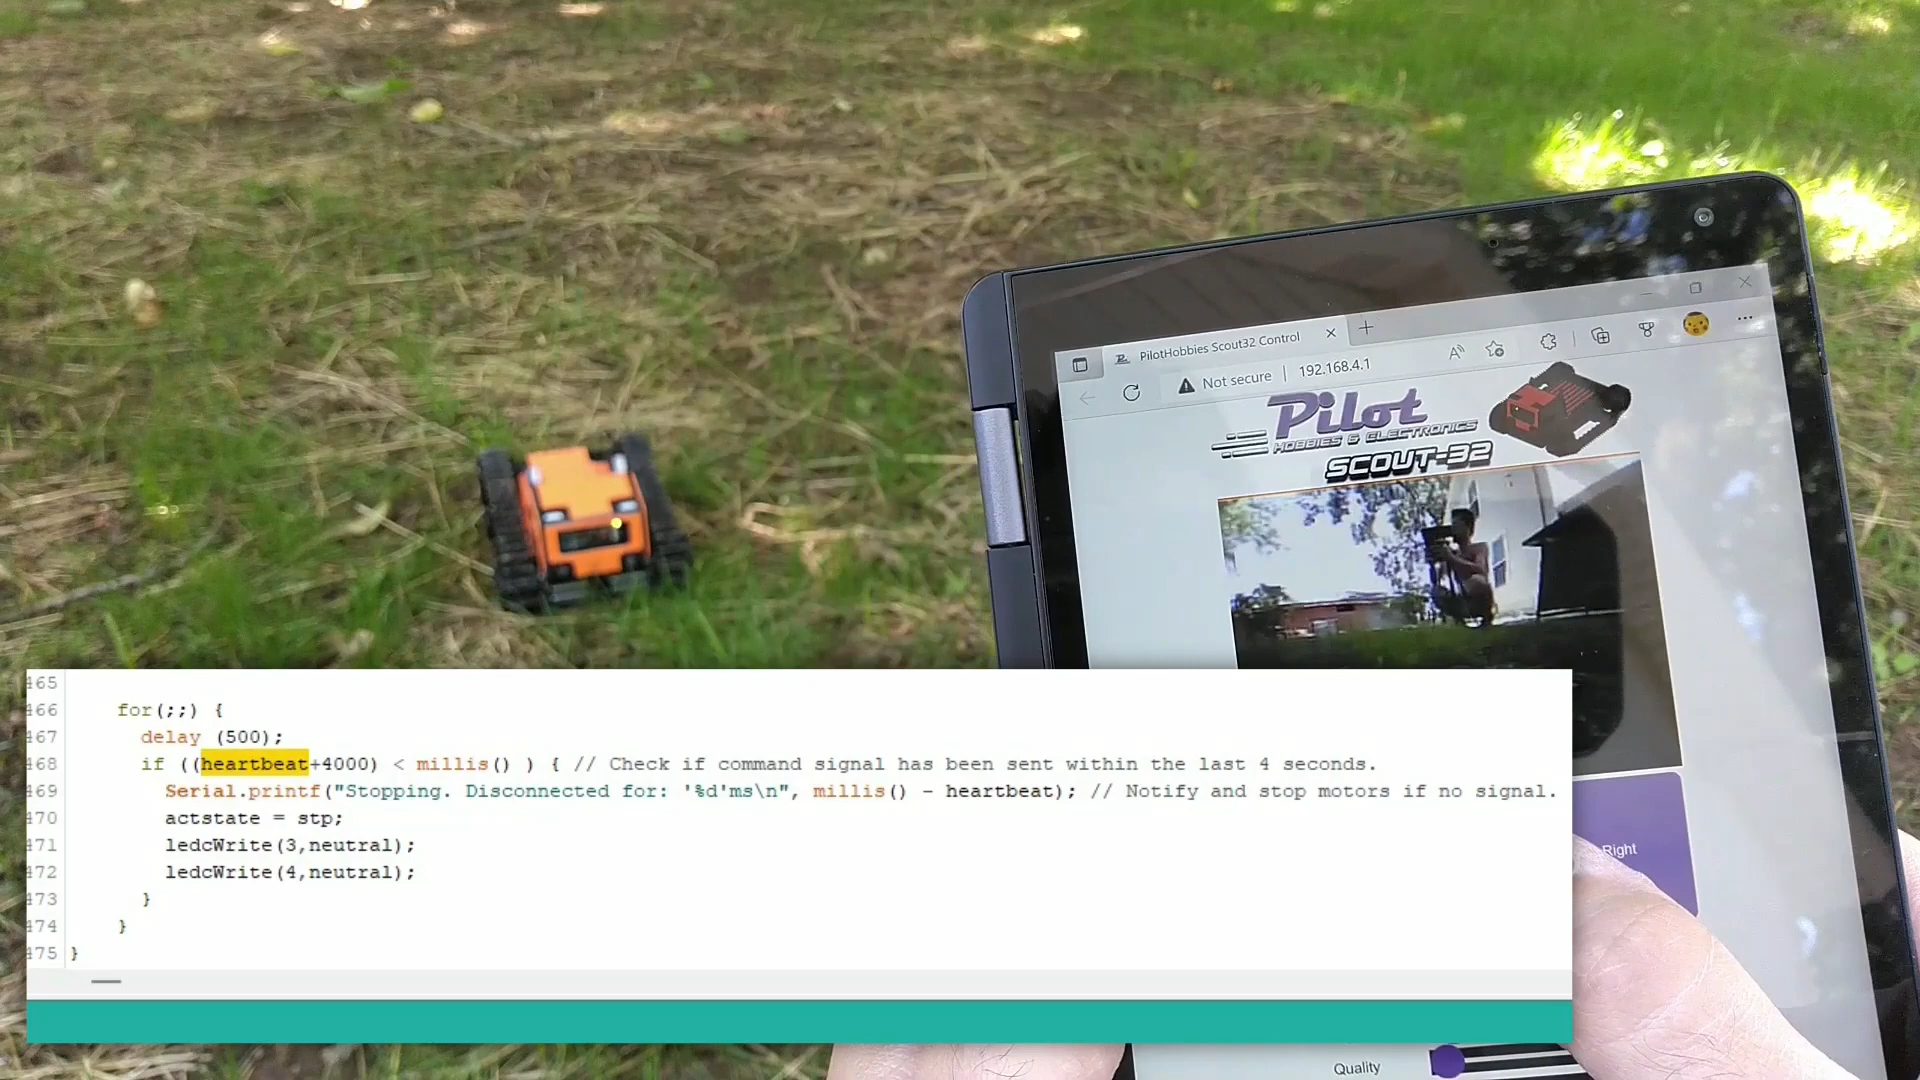 PilotHobbies Scout32 Control
Not secure | 192.168.4.1
Pilot
HOBBIES & ELECTRONICS
SCOUT-32
465
466 for(;;) {
467 delay (500);
468 if ((heartbeat+4000) < millis() ) { // Check if command signal has been sent within the last 4 seconds.
469 Serial.printf("Stopping. Disconnected for: '%d'ms\n", millis() - heartbeat); // Notify and stop motors if no signal.
470 actstate = stp;
471 ledcWrite(3,neutral);
472 ledcWrite(4,neutral);
473 }
474 }
475 }
Right
Quality